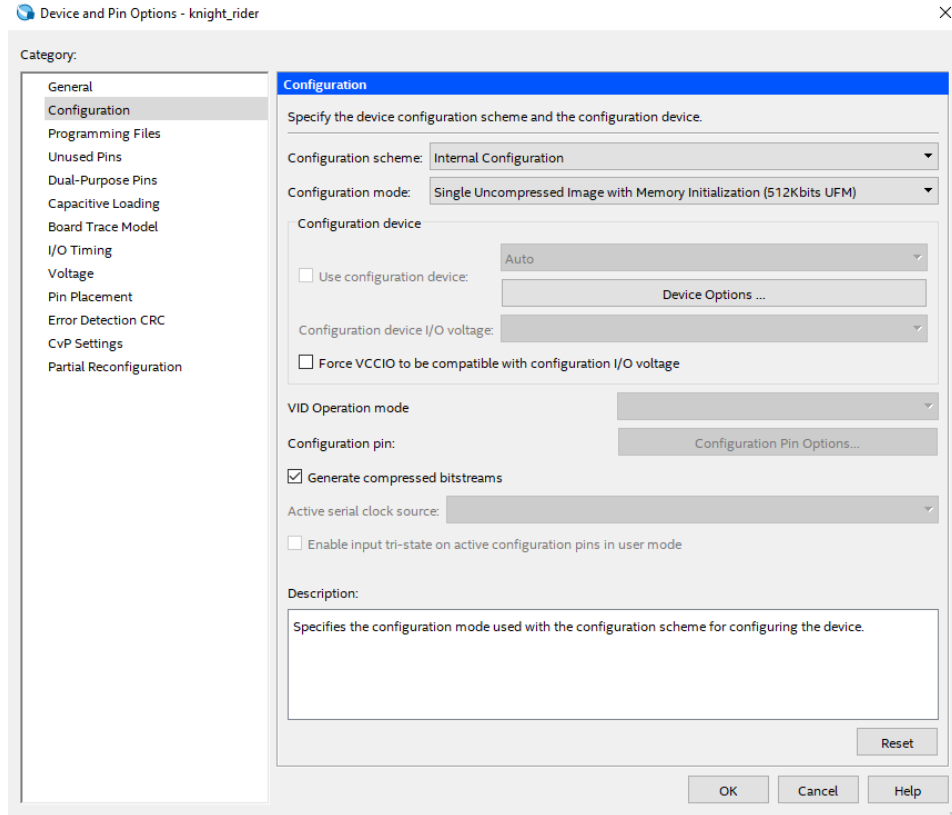 Device and Pin Options - knight_rider
Category:
General
Configuration
Programming Files
Unused Pins
Dual-Purpose Pins
Capacitive Loading
Board Trace Model
I/O Timing
Voltage
Pin Placement
Error Detection CRC
CvP Settings
Partial Reconfiguration
Configuration
Specify the device configuration scheme and the configuration device.
Configuration scheme: Internal Configuration
Configuration mode: Single Uncompressed Image with Memory Initialization (512Kbits UFM)
Configuration device
Auto
Use configuration device:
Device Options ...
Configuration device I/O voltage:
Force VCCIO to be compatible with configuration I/O voltage
VID Operation mode
Configuration pin: Configuration Pin Options...
Generate compressed bitstreams
Active serial clock source:
Enable input tri-state on active configuration pins in user mode
Description:
Specifies the configuration mode used with the configuration scheme for configuring the device.
Reset
OK Cancel Help